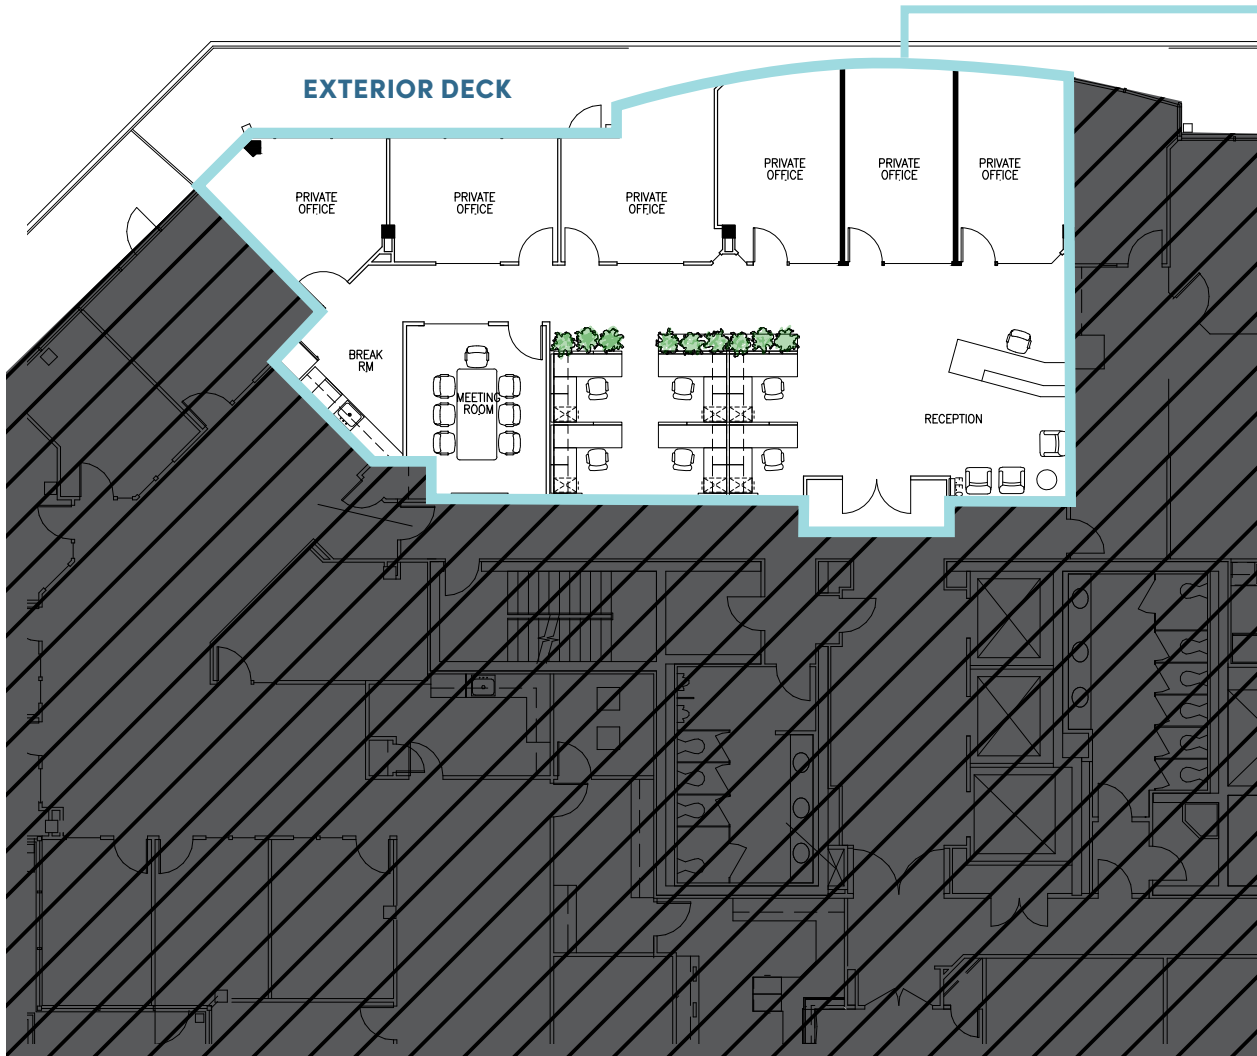 EXTERIOR DECK
PRIVATE
OFFICE
PRIVATE
OFFICE
PRIVATE
OFFICE
PRIVATE
OFFICE
PRIVATE
OFFICE
PRIVATE
OFFICE
BREAK
RM
MEETING
ROOM
RECEPTION
F.E.C.